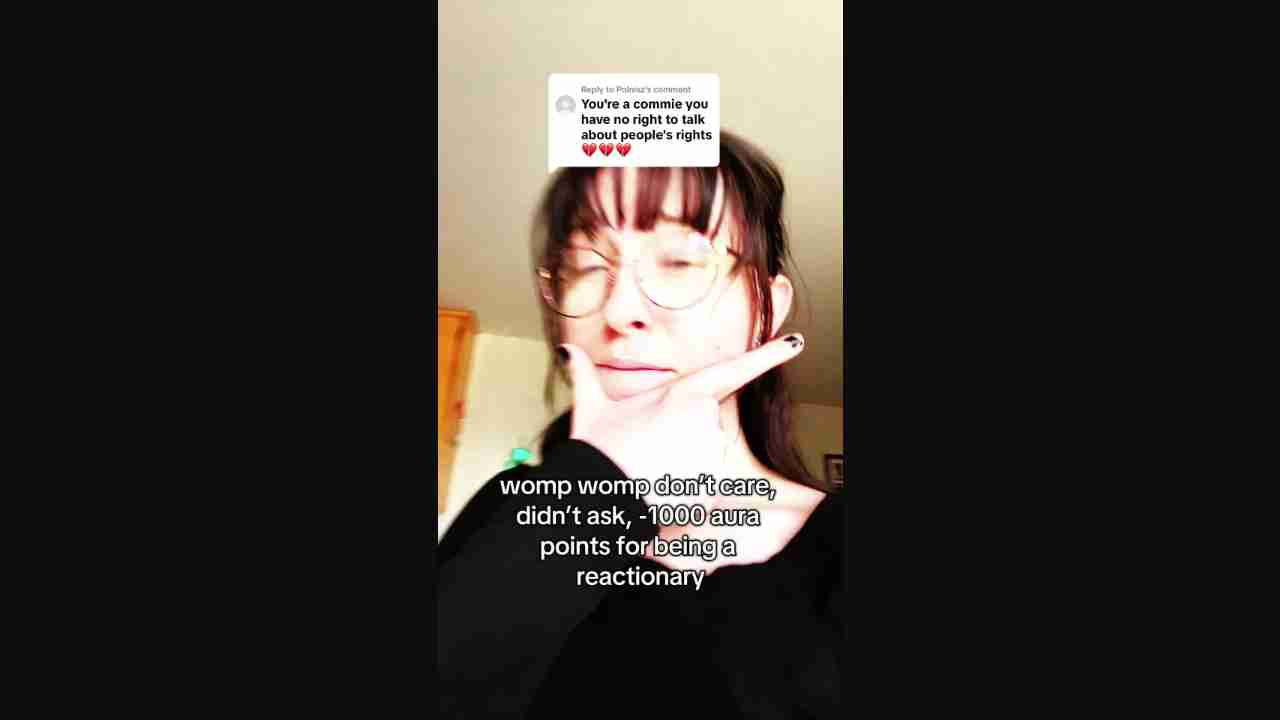 Reply to Polniaz's comment
You're a commie you
have no right to talk
about people's rights
💔💔💔
womp womp don't care,
didn't ask, -1000 aura
points for being a
reactionary